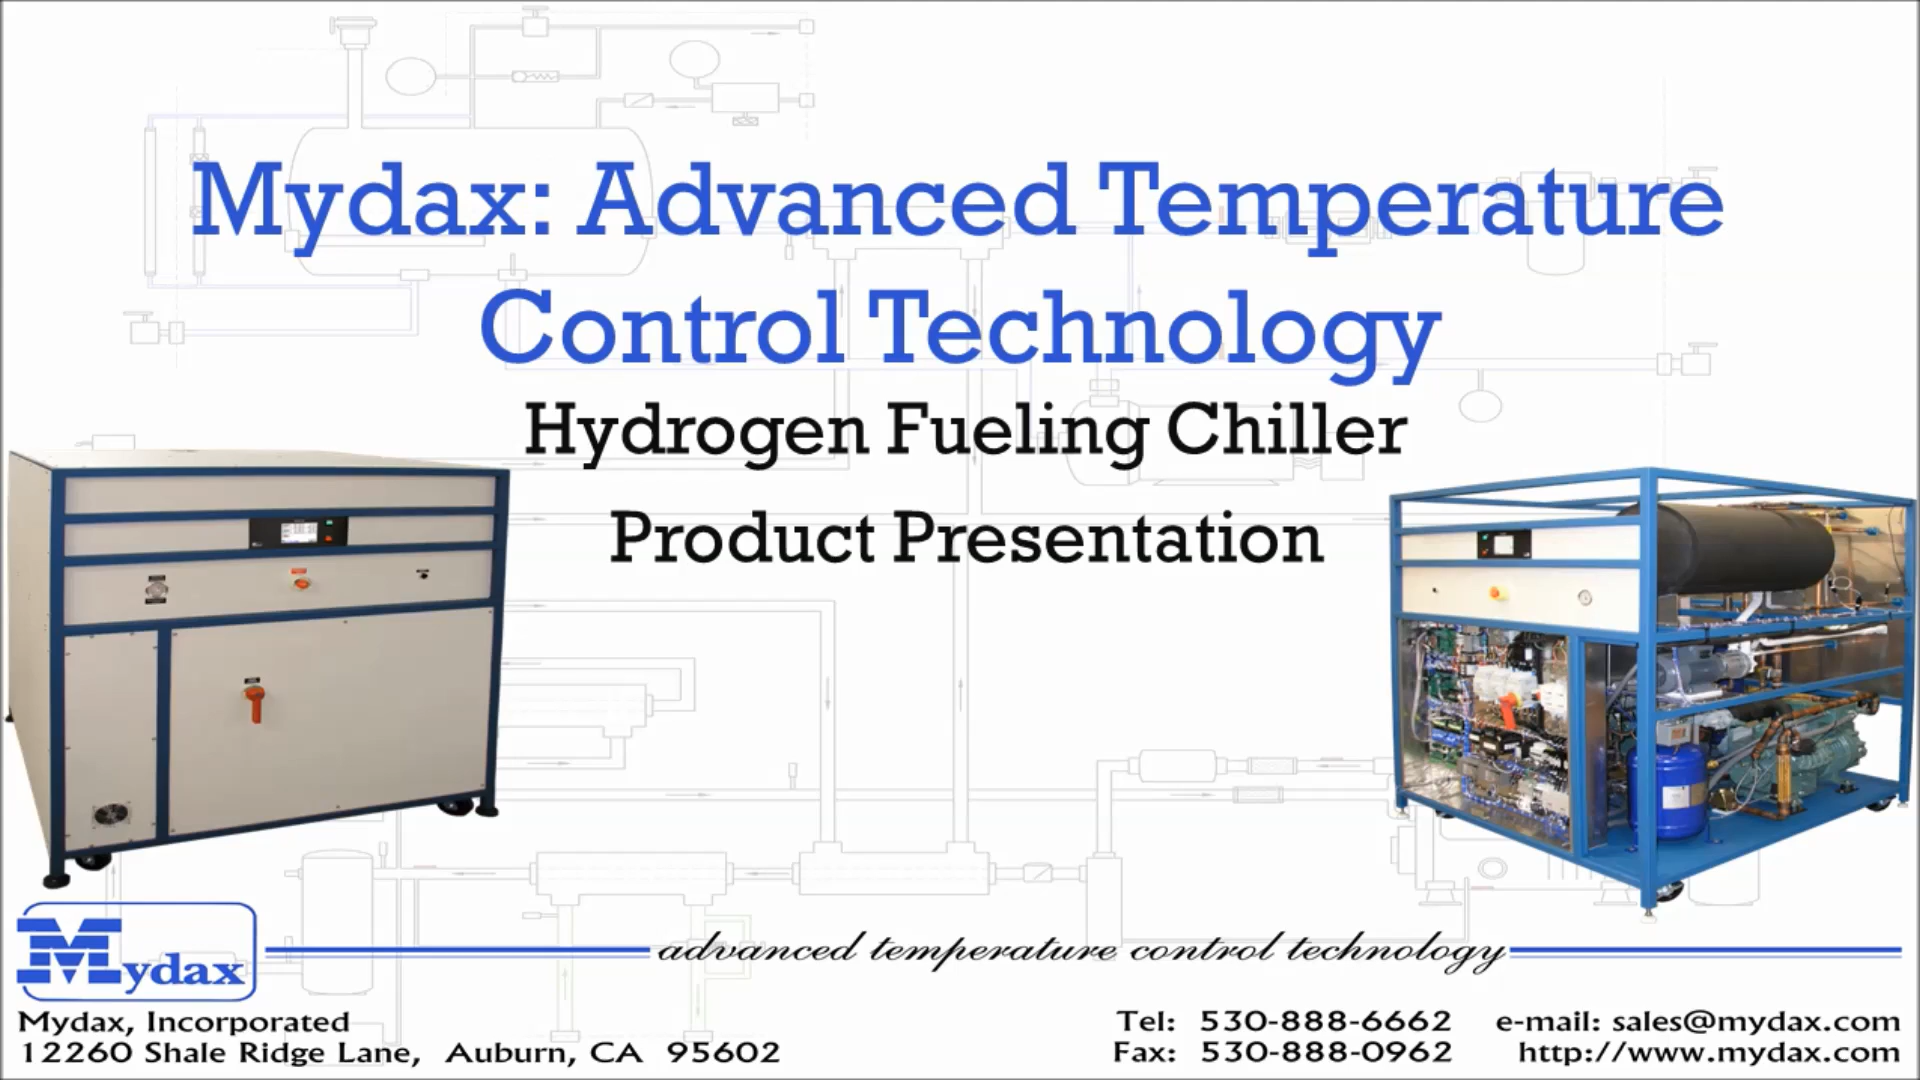 Mydax: Advanced Temperature
Control Technology
Hydrogen Fueling Chiller
Product Presentation
Mydax
advanced temperature control technology
Mydax, Incorporated
12260 Shale Ridge Lane, Auburn, CA 95602
Tel: 530-888-6662
Fax: 530-888-0962
e-mail: sales@mydax.com
http://www.mydax.com